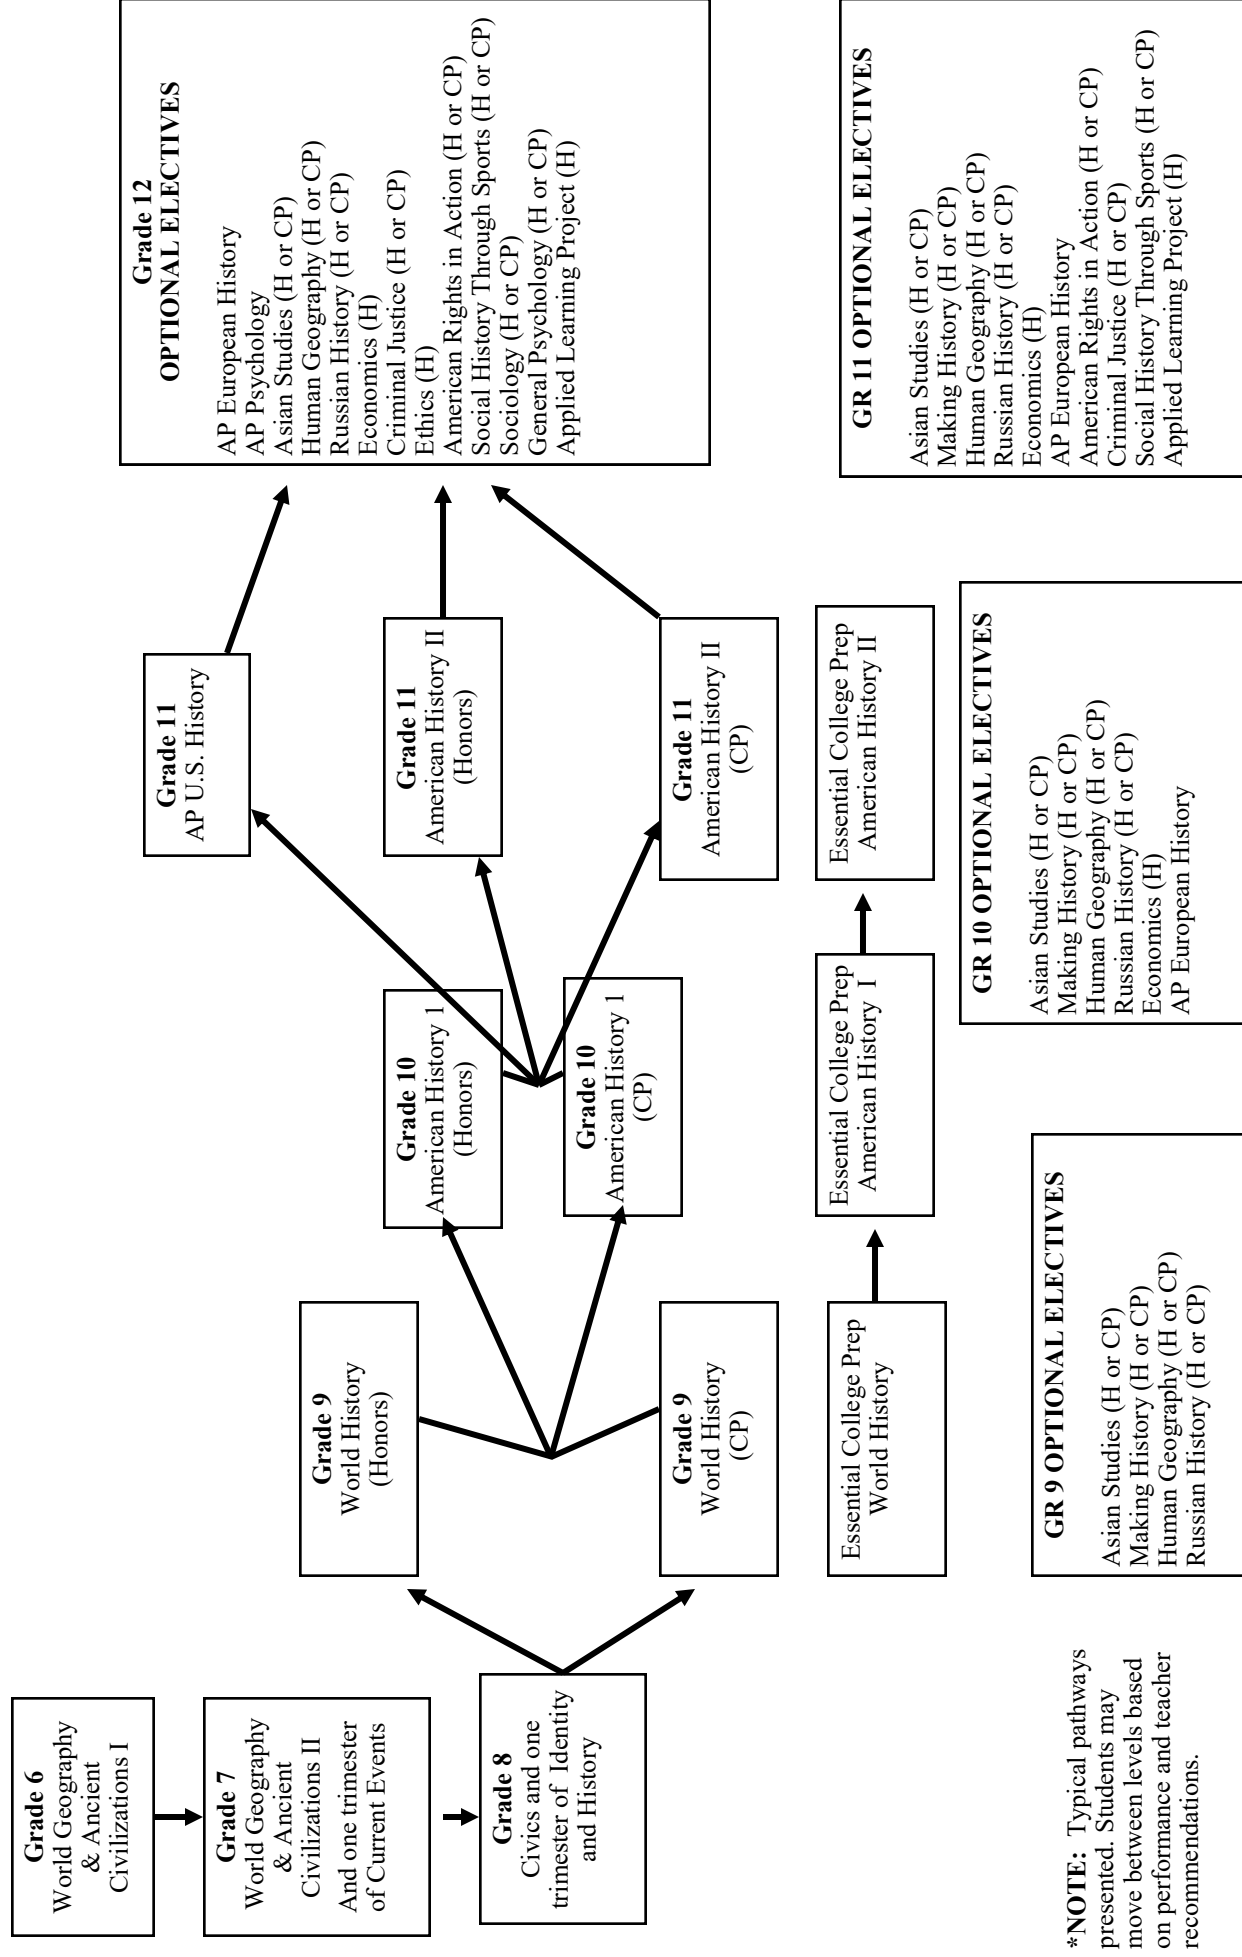 Grade 6
World Geography
& Ancient
Civilizations I
Grade 7
World Geography
& Ancient
Civilizations II
And one trimester
of Current Events
Grade 8
Civics and one
trimester of Identity
and History
Grade 9
World History
(Honors)
Grade 9
World History
(CP)
Grade 10
American History 1
(Honors)
Grade 10
American History 1
(CP)
Grade 11
AP U.S. History
Grade 11
American History II
(Honors)
Grade 11
American History II
(CP)
Grade 12
OPTIONAL ELECTIVES
AP European History
AP Psychology
Asian Studies (H or CP)
Human Geography (H or CP)
Russian History (H or CP)
Economics (H)
Criminal Justice (H or CP)
Ethics (H)
American Rights in Action (H or CP)
Social History Through Sports (H or CP)
Sociology (H or CP)
General Psychology (H or CP)
Applied Learning Project (H)
Essential College Prep
World History
Essential College Prep
American History I
Essential College Prep
American History II
*NOTE: Typical pathways
presented. Students may
move between levels based
on performance and teacher
recommendations.
GR 9 OPTIONAL ELECTIVES
Asian Studies (H or CP)
Making History (H or CP)
Human Geography (H or CP)
Russian History (H or CP)
GR 10 OPTIONAL ELECTIVES
Asian Studies (H or CP)
Making History (H or CP)
Human Geography (H or CP)
Russian History (H or CP)
Economics (H)
AP European History
GR 11 OPTIONAL ELECTIVES
Asian Studies (H or CP)
Making History (H or CP)
Human Geography (H or CP)
Russian History (H or CP)
Economics (H)
AP European History
American Rights in Action (H or CP)
Criminal Justice (H or CP)
Social History Through Sports (H or CP)
Applied Learning Project (H)